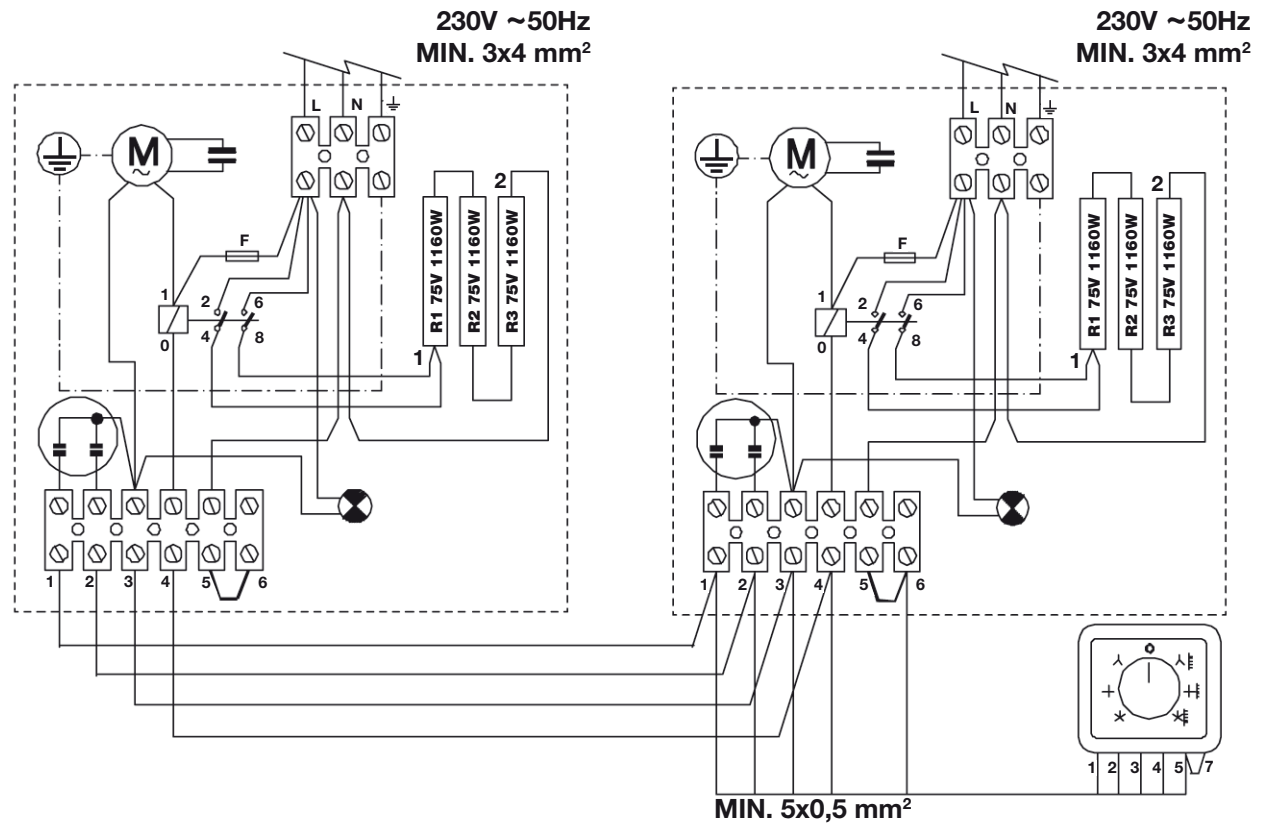 230V ~50Hz
MIN. 3x4 mm²
L N
M
F
1
0
2 6
4 8
R1 75V 1160W
R2 75V 1160W
R3 75V 1160W
1
2
1 2 3 4 5 6
230V ~50Hz
MIN. 3x4 mm²
L N
M
F
1
0
2 6
4 8
R1 75V 1160W
R2 75V 1160W
R3 75V 1160W
1
2
1 2 3 4 5 6
1 2 3 4 5 7
MIN. 5x0,5 mm²